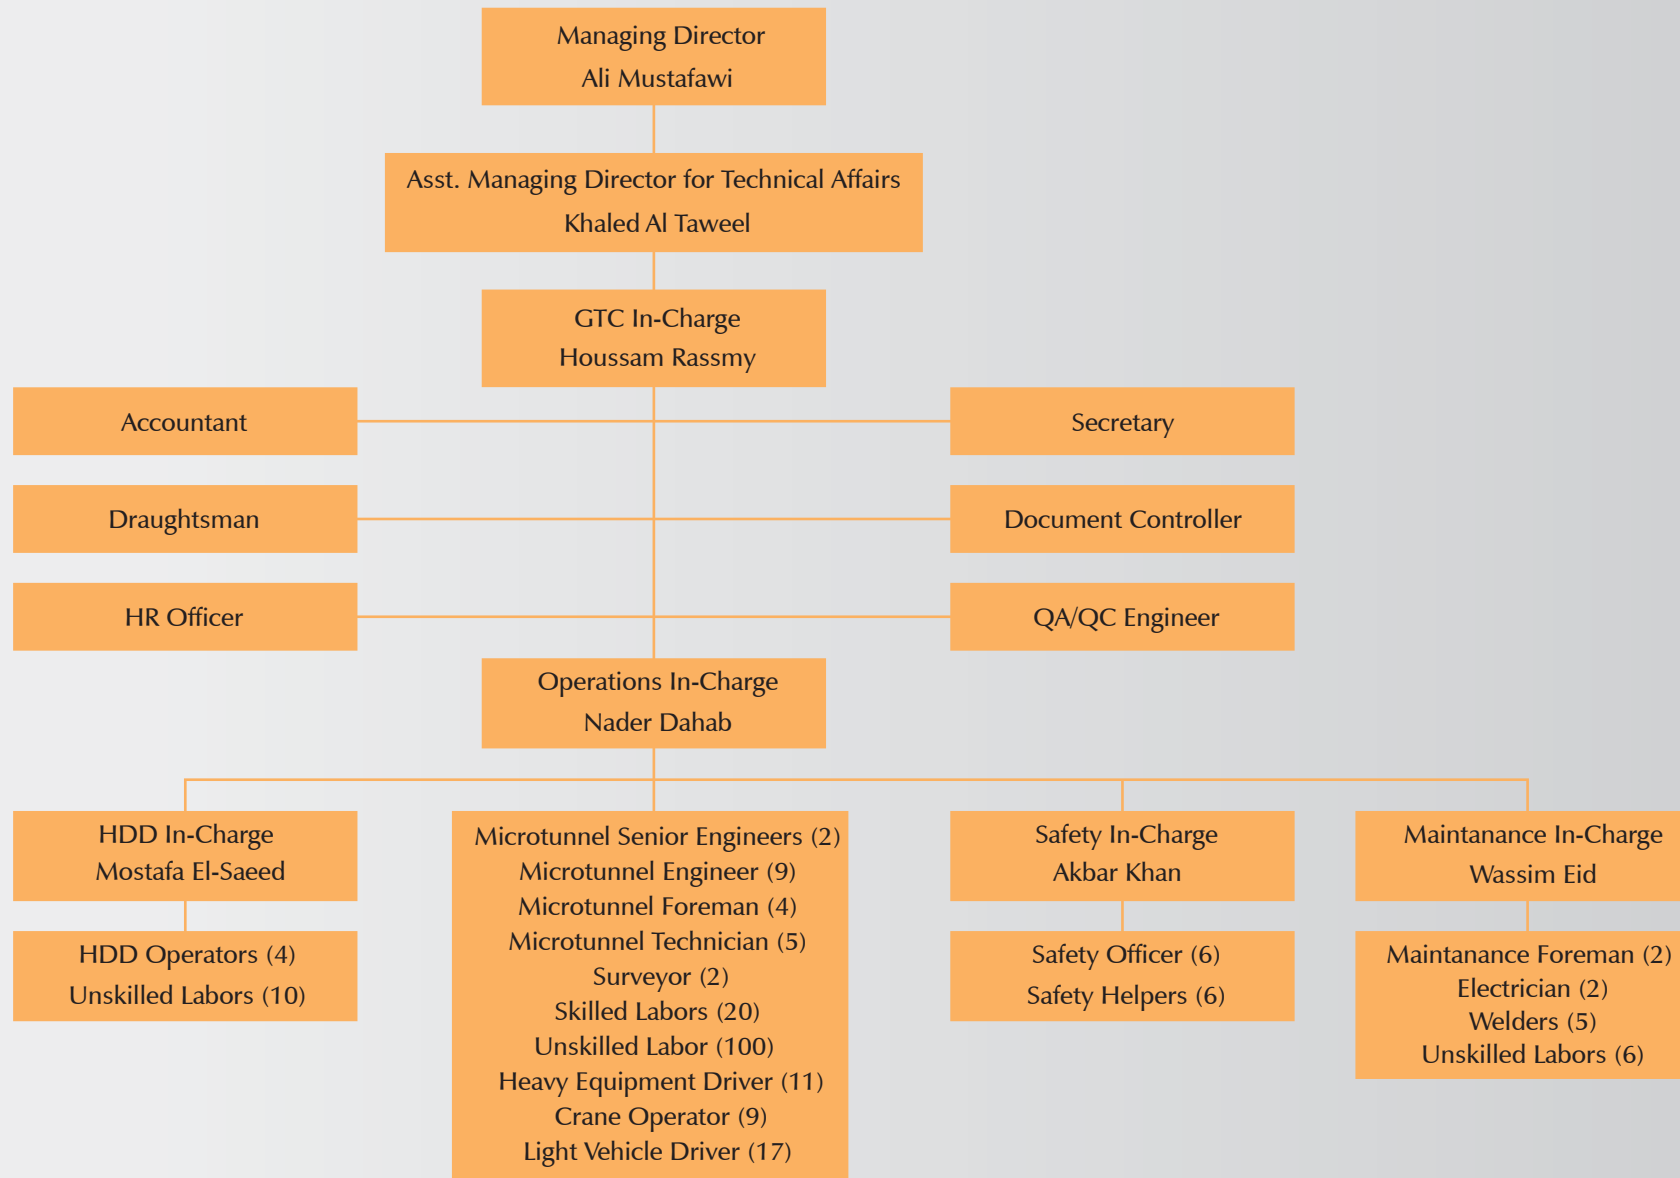 Managing Director
Ali Mustafawi
Asst. Managing Director for Technical Affairs
Khaled Al Taweel
GTC In-Charge
Houssam Rassmy
Accountant
Secretary
Draughtsman
Document Controller
HR Officer
QA/QC Engineer
Operations In-Charge
Nader Dahab
HDD In-Charge
Mostafa El-Saeed
HDD Operators (4)
Unskilled Labors (10)
Microtunnel Senior Engineers (2)
Microtunnel Engineer (9)
Microtunnel Foreman (4)
Microtunnel Technician (5)
Surveyor (2)
Skilled Labors (20)
Unskilled Labor (100)
Heavy Equipment Driver (11)
Crane Operator (9)
Light Vehicle Driver (17)
Safety In-Charge
Akbar Khan
Safety Officer (6)
Safety Helpers (6)
Maintanance In-Charge
Wassim Eid
Maintanance Foreman (2)
Electrician (2)
Welders (5)
Unskilled Labors (6)